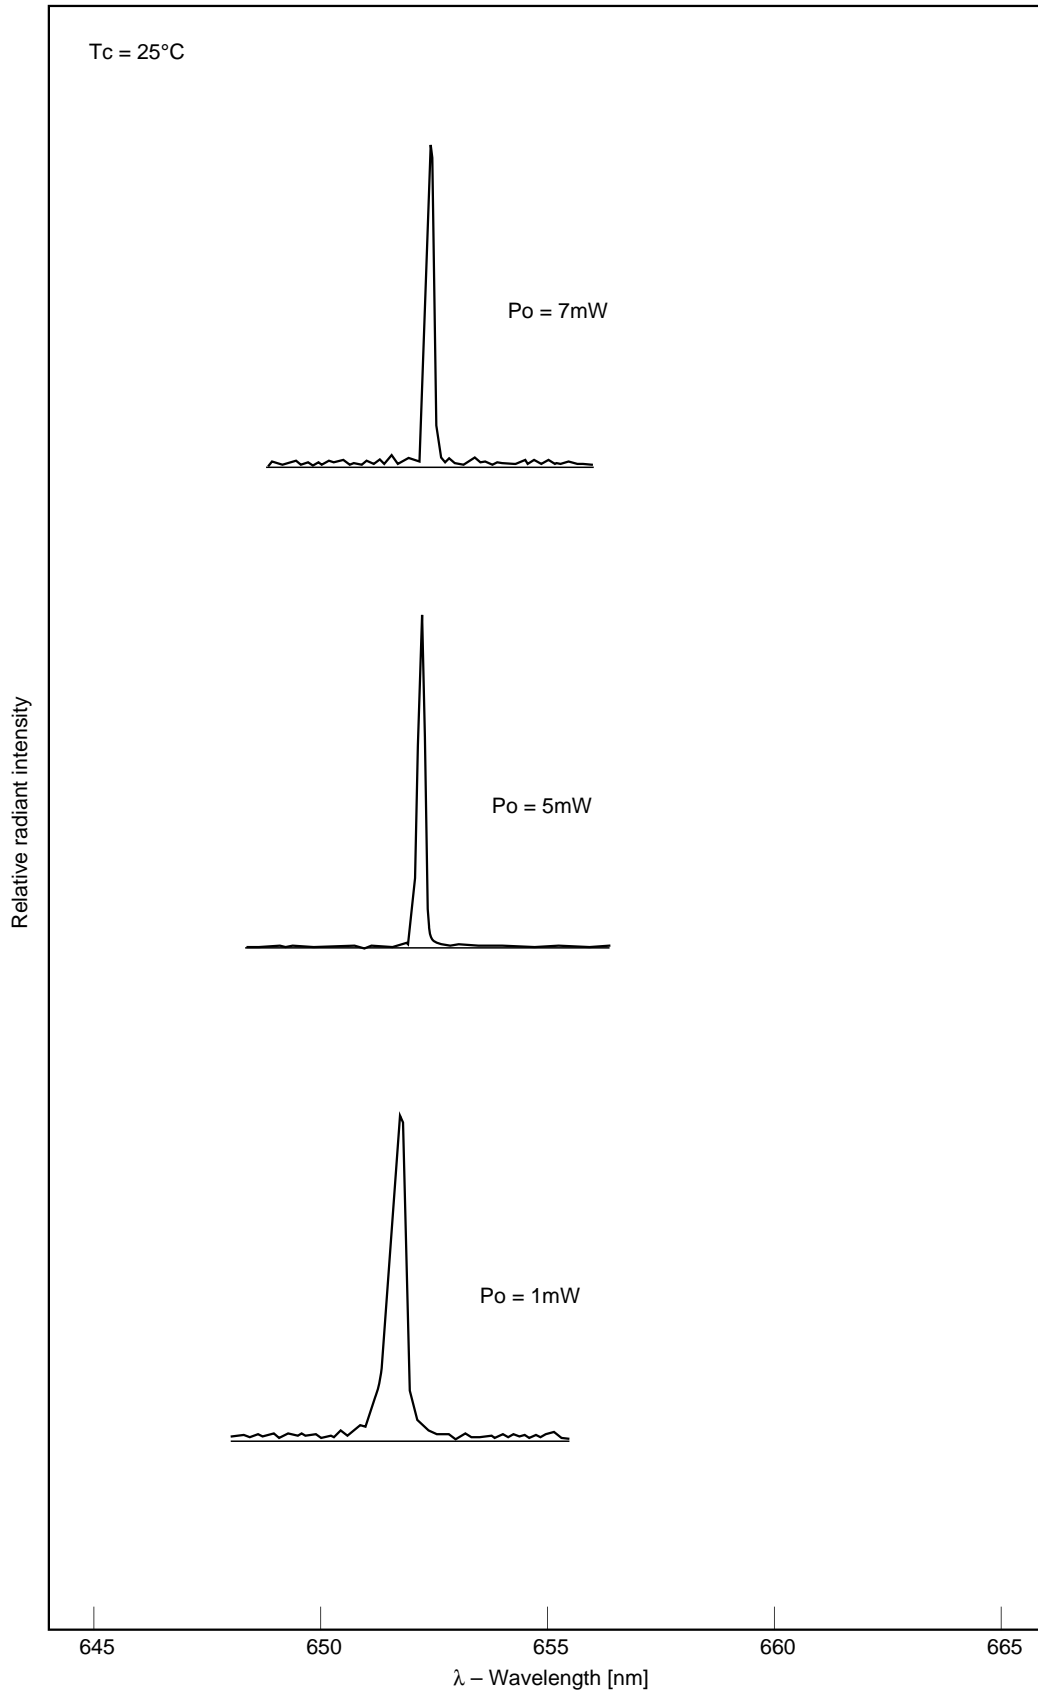 Tc = 25°C
Po = 7mW
Po = 5mW
Po = 1mW
Relative radiant intensity
645 650 655 660 665
λ – Wavelength [nm]